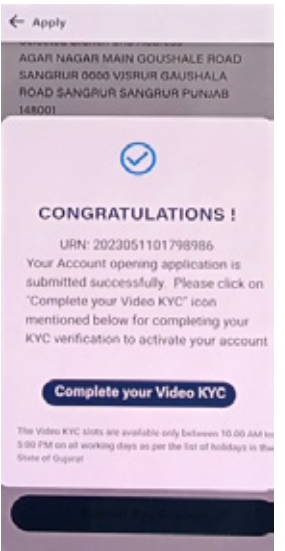 Apply
AGAR NAGAR MAIN GOUSHALE ROAD
SANGRUR 0000 VJSRUR GAUSHALA
ROAD SANGRUR SANGRUR PUNJAB
148001
CONGRATULATIONS !
URN: 2023051101798986
Your Account opening application is
submitted successfully. Please click on
"Complete your Video KYC" icon
mentioned below for completing your
KYC verification to activate your account
Complete your Video KYC
The Video KYC slots are available only between 10.00 AM to
5:00 PM on all working days as per the list of holidays in the
State of Gujarat